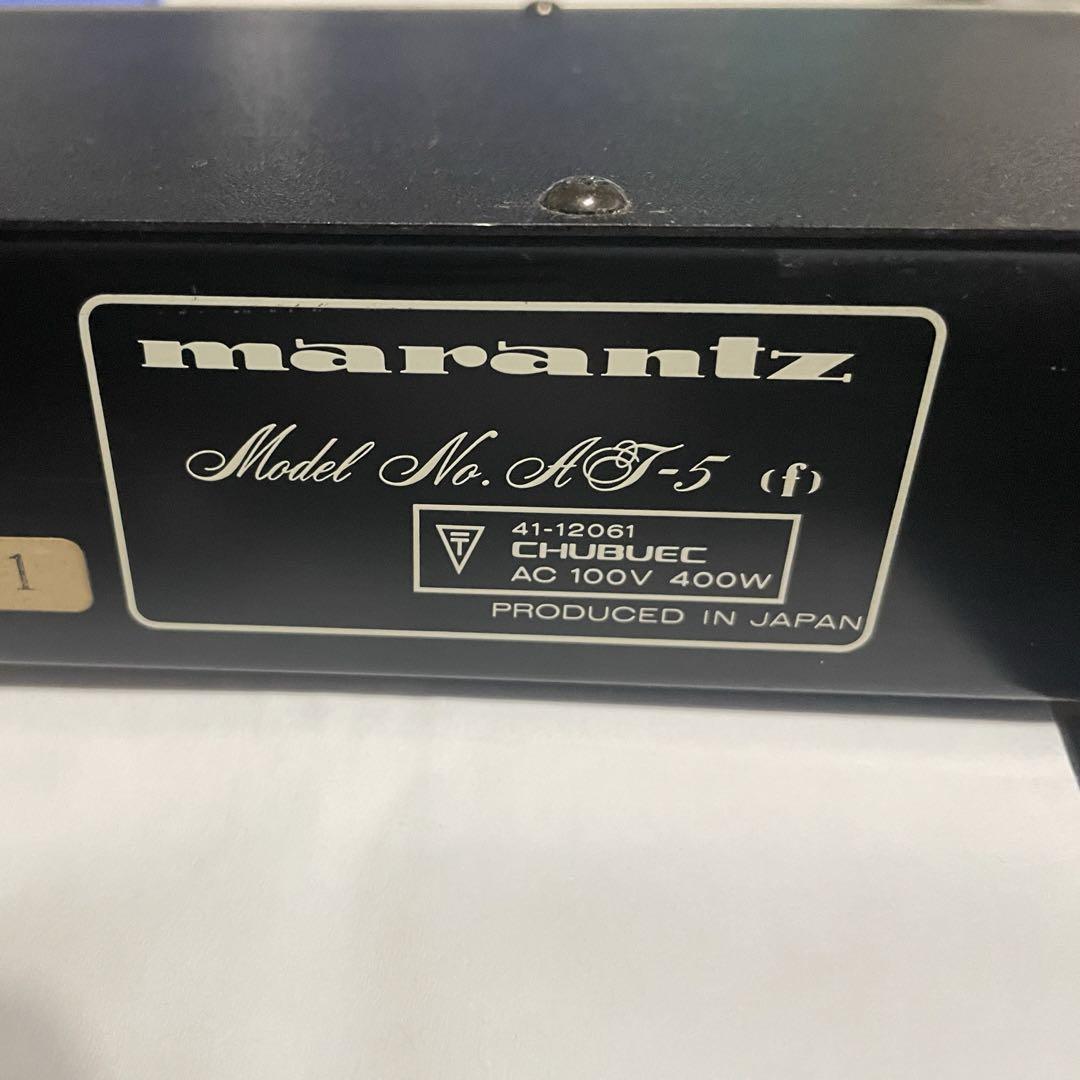 marantz
Model No. AT-5 (f)
41-12061
CHUBUEC
AC 100V 400W
PRODUCED IN JAPAN
1